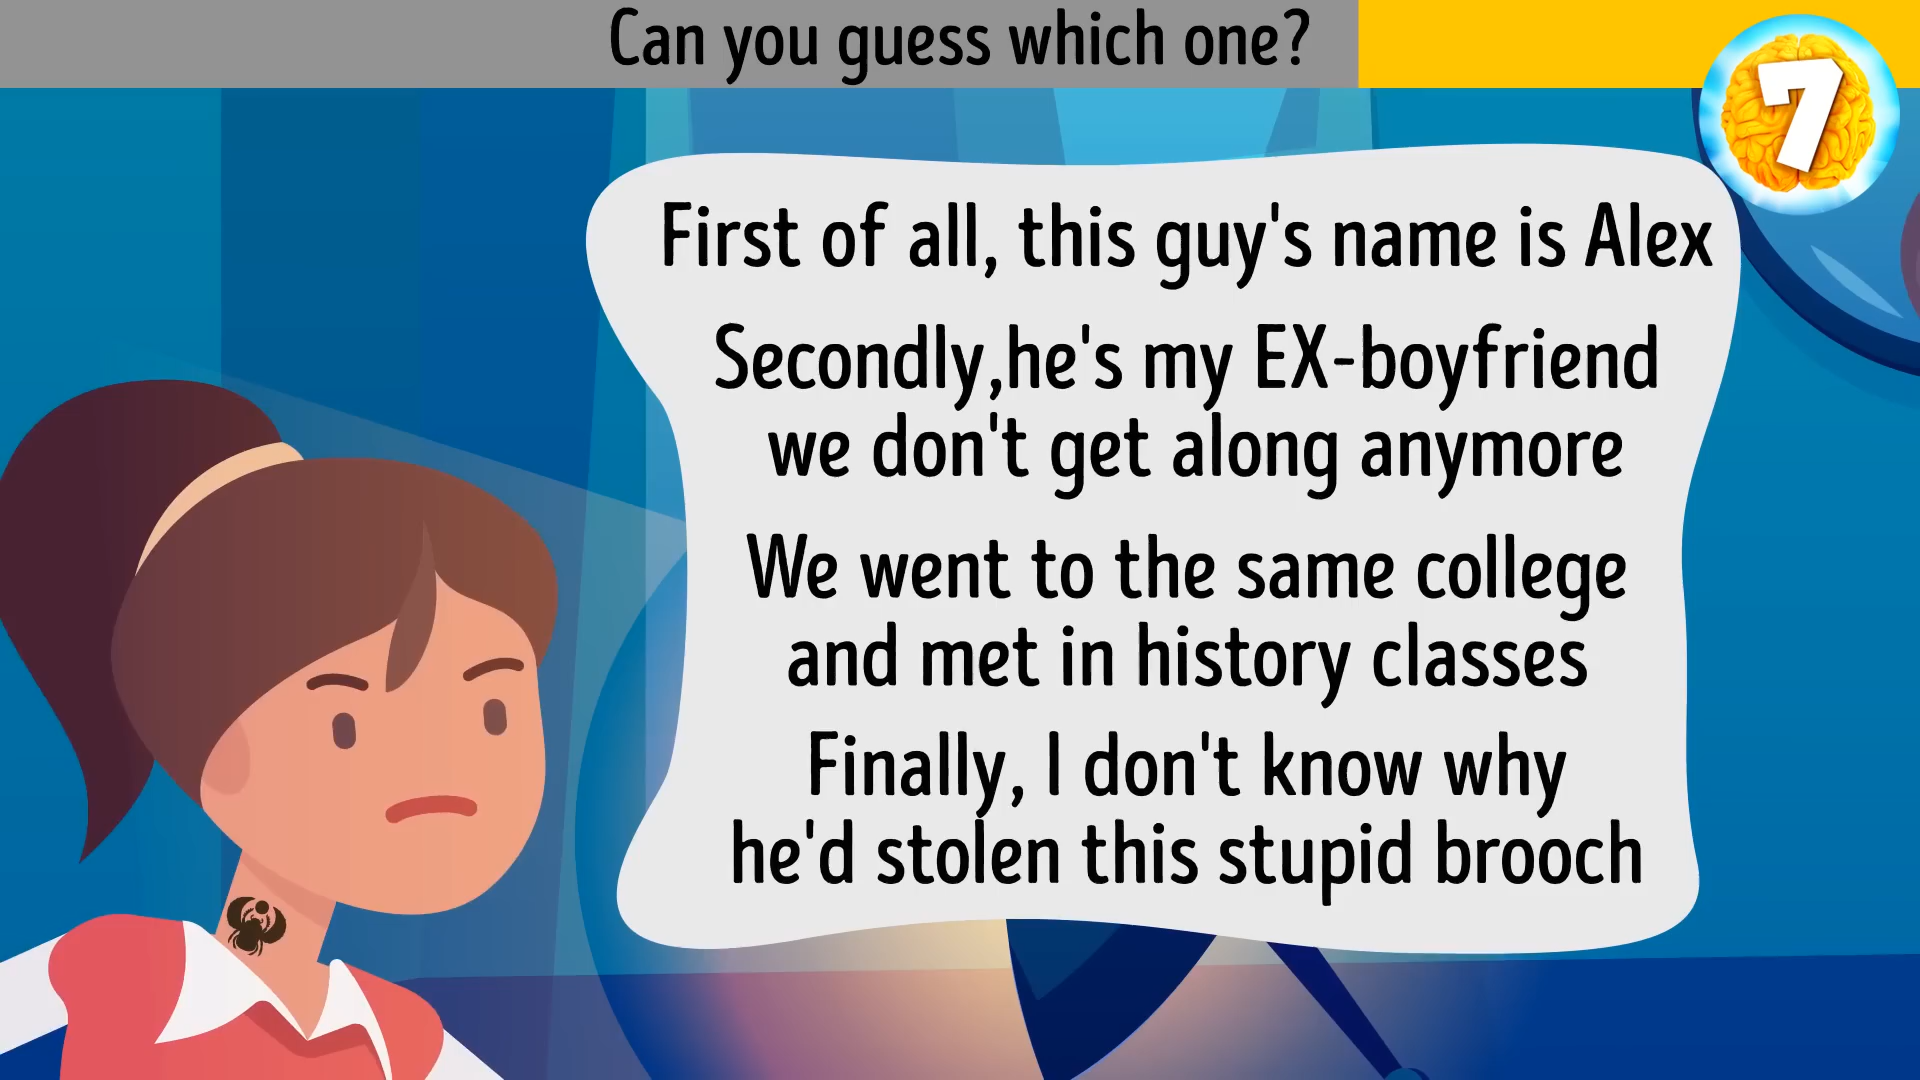 Can you guess which one?
7
First of all, this guy's name is Alex
Secondly,he's my EX-boyfriend
we don't get along anymore
We went to the same college
and met in history classes
Finally, I don't know why
he'd stolen this stupid brooch